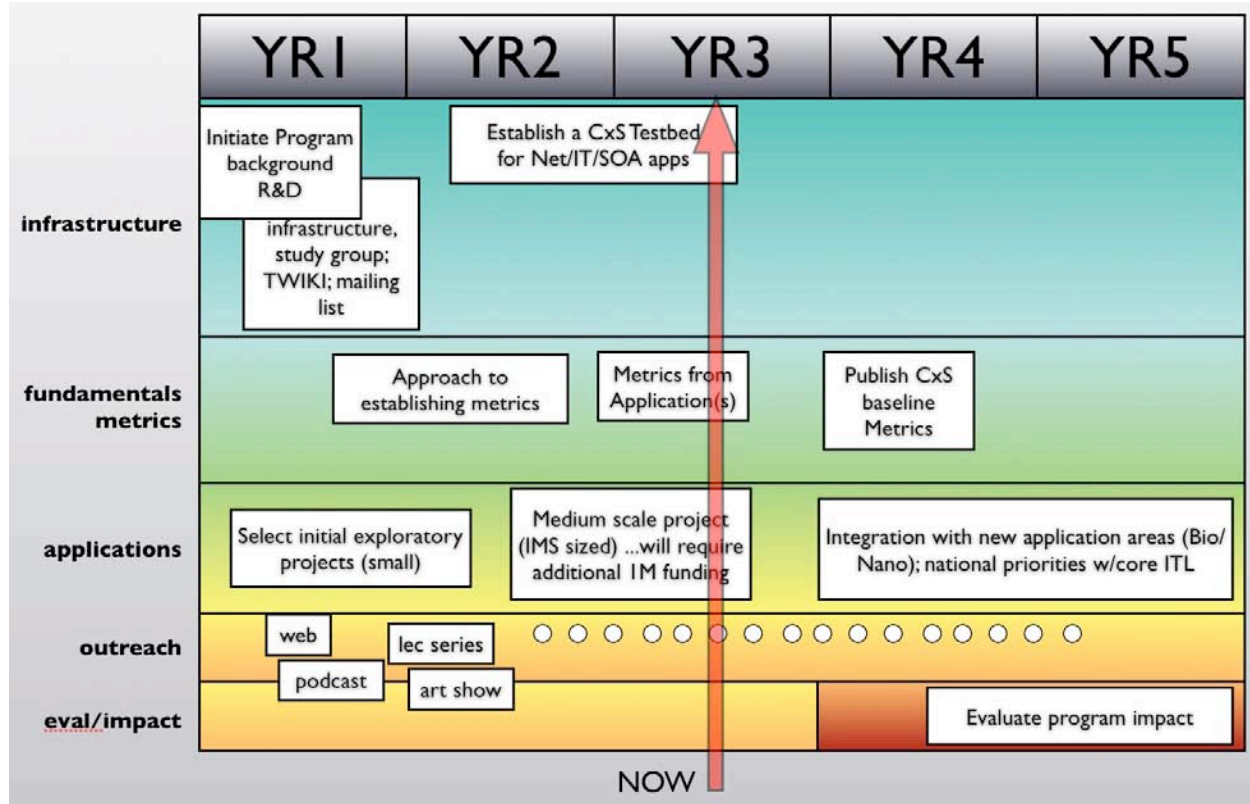 YR1 YR2 YR3 YR4 YR5
infrastructure
Initiate Program
background
R&D
infrastructure,
study group;
TWIKI; mailing
list
Establish a CxS Testbed
for Net/IT/SOA apps
fundamentals
metrics
Approach to
establishing metrics
Metrics from
Application(s)
Publish CxS
baseline
Metrics
applications
Select initial exploratory
projects (small)
Medium scale project
(IMS sized) ...will require
additional 1M funding
Integration with new application areas (Bio/
Nano); national priorities w/core ITL
outreach
web
podcast
lec series
art show
eval/impact
Evaluate program impact
NOW